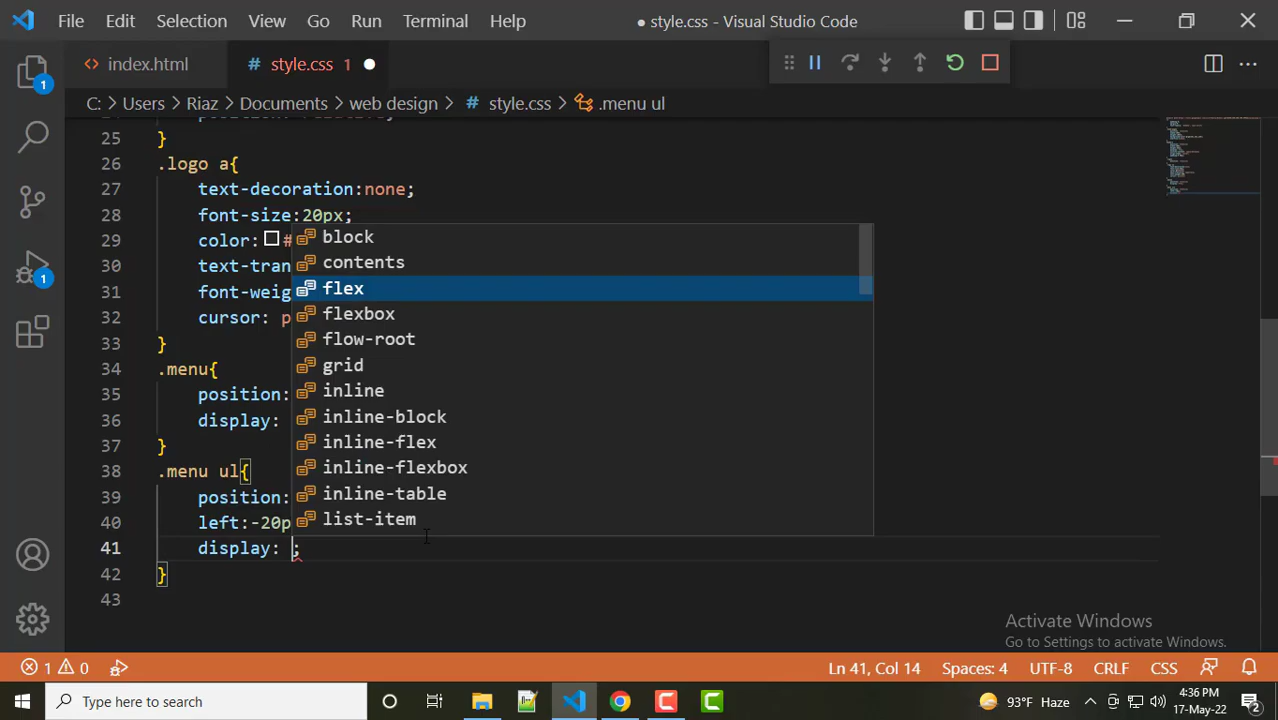 File Edit Selection View Go Run Terminal Help
● style.css - Visual Studio Code
<> index.html
# style.css 1 ●
C: > Users > Riaz > Documents > web design > # style.css > .menu ul
25 }
26 .logo a{
27 text-decoration:none;
28 font-size:20px;
29 color: #
30 text-tran
31 font-weig
32 cursor: p
33 }
34 .menu{
35 position:
36 display:
37 }
38 .menu ul{
39 position:
40 left:-20p
41 display: ;
42 }
43
block
contents
flex
flexbox
flow-root
grid
inline
inline-block
inline-flex
inline-flexbox
inline-table
list-item
1
1
Activate Windows
Go to Settings to activate Windows.
1 0 Ln 41, Col 14 Spaces: 4 UTF-8 CRLF CSS
Type here to search
93°F Haze
4:36 PM
17-May-22
2